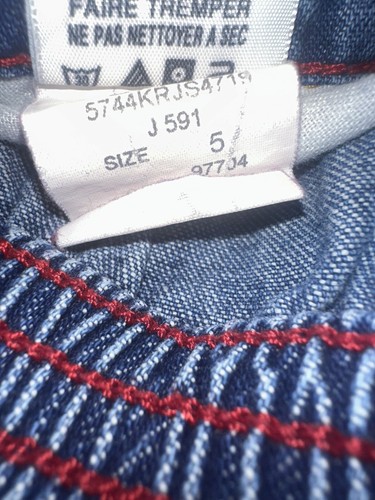 FAIRE TREMPER
NE PAS NETTOYER A SEC
5744KRJS4719
J 591
SIZE 5
97704